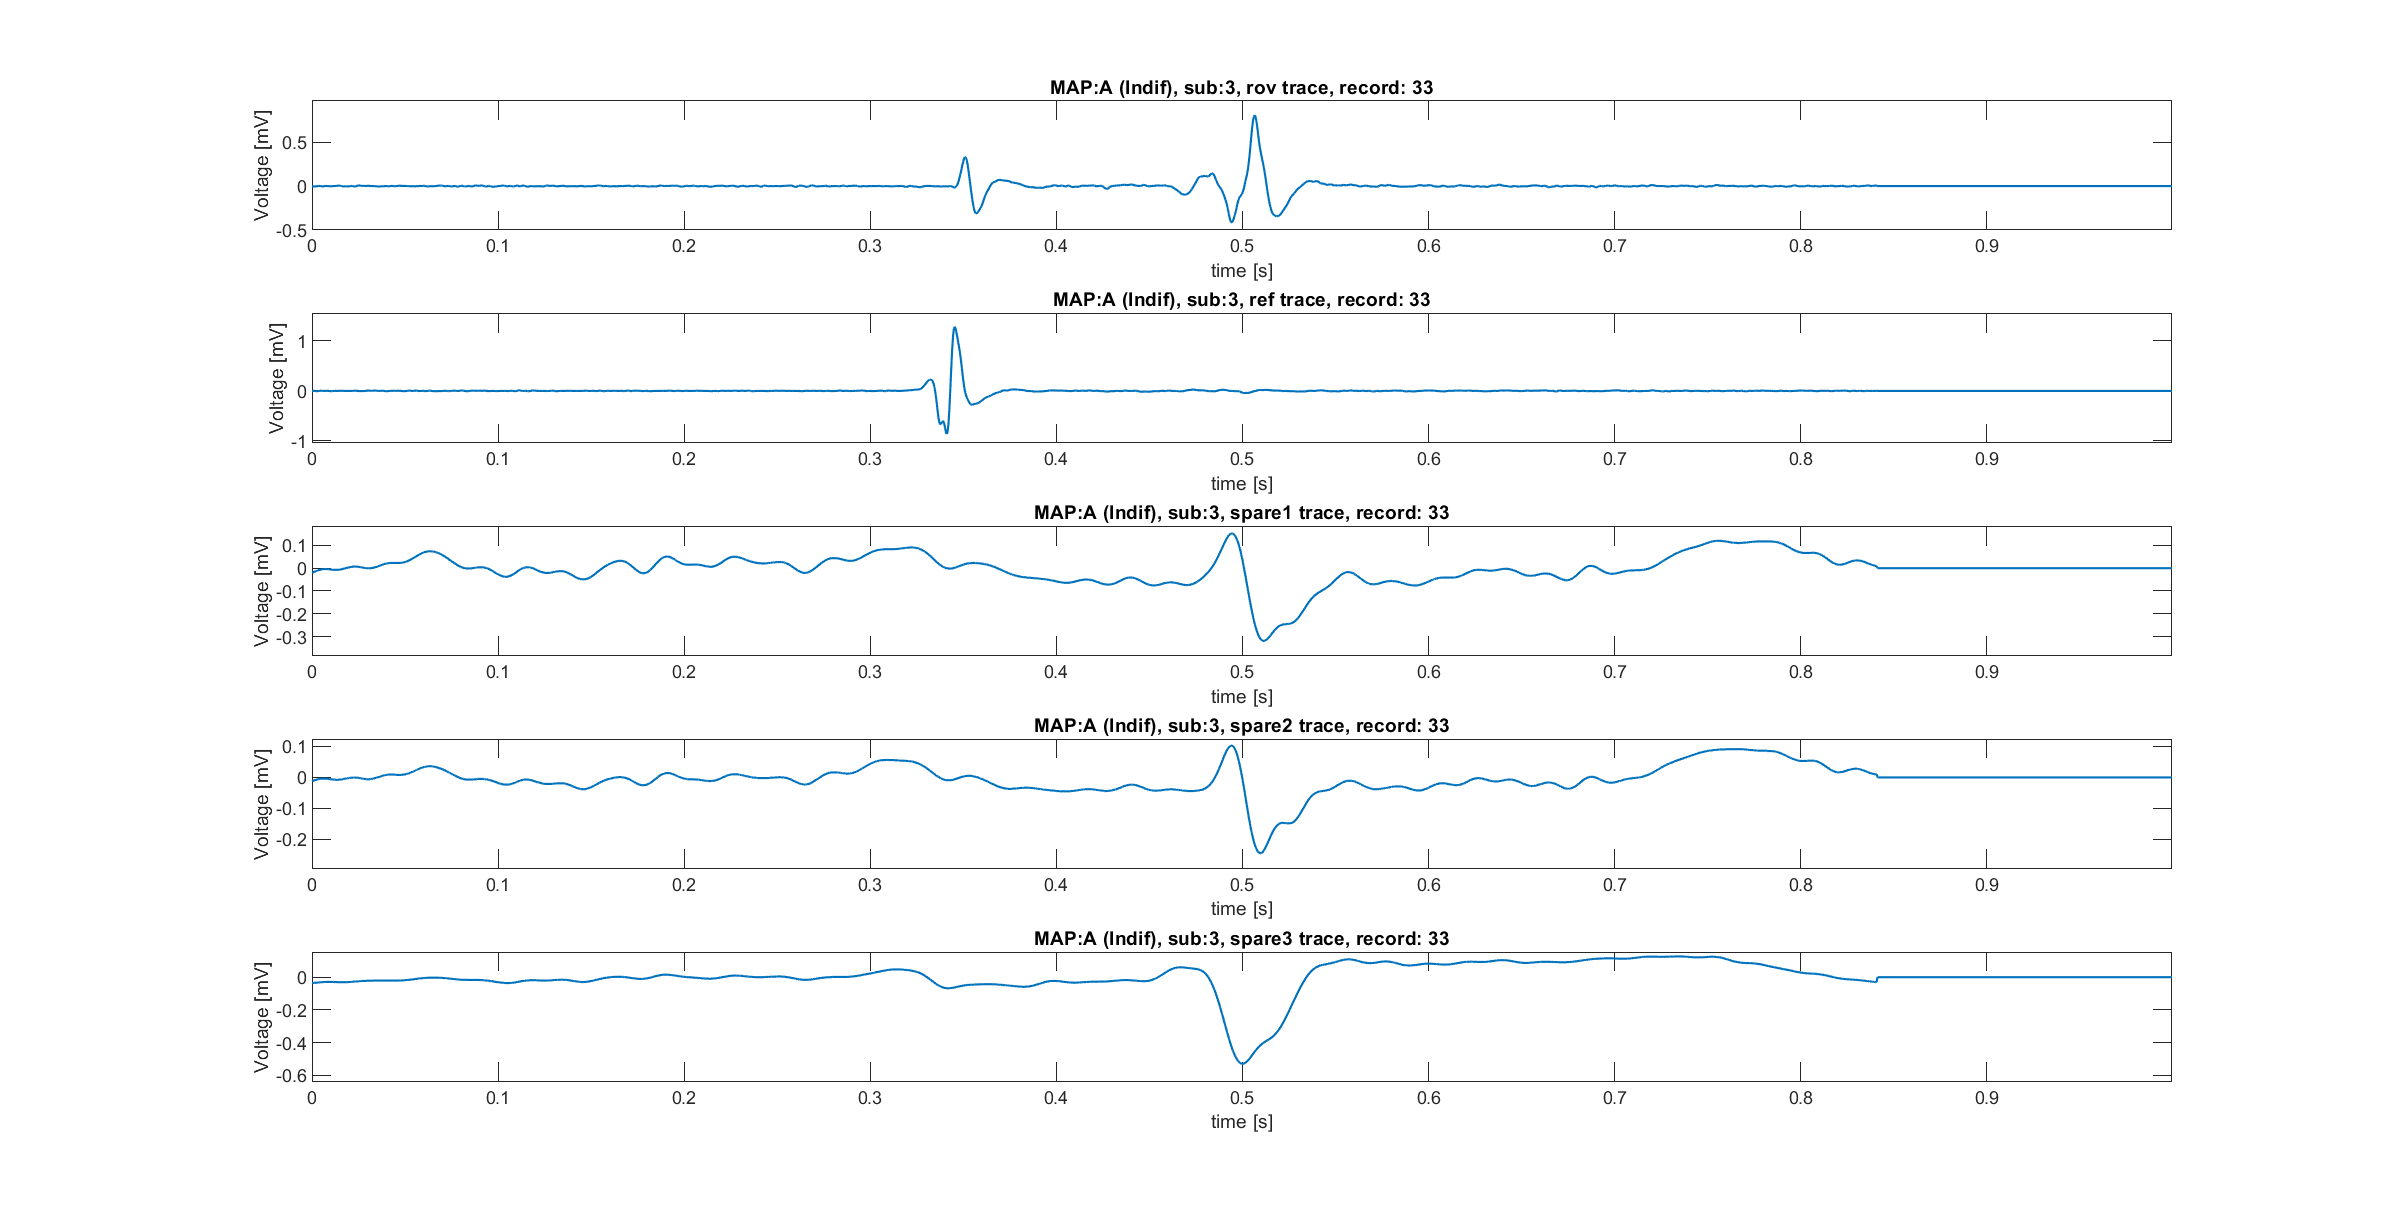 MAP:A (Indif), sub:3, rov trace, record: 33
Voltage [mV]
0.5
0
-0.5
0 0.1 0.2 0.3 0.4 0.5 0.6 0.7 0.8 0.9
time [s]
MAP:A (Indif), sub:3, ref trace, record: 33
Voltage [mV]
1
0
-1
0 0.1 0.2 0.3 0.4 0.5 0.6 0.7 0.8 0.9
time [s]
MAP:A (Indif), sub:3, spare1 trace, record: 33
Voltage [mV]
0.1
0
-0.1
-0.2
-0.3
0 0.1 0.2 0.3 0.4 0.5 0.6 0.7 0.8 0.9
time [s]
MAP:A (Indif), sub:3, spare2 trace, record: 33
Voltage [mV]
0.1
0
-0.1
-0.2
0 0.1 0.2 0.3 0.4 0.5 0.6 0.7 0.8 0.9
time [s]
MAP:A (Indif), sub:3, spare3 trace, record: 33
Voltage [mV]
0
-0.2
-0.4
-0.6
0 0.1 0.2 0.3 0.4 0.5 0.6 0.7 0.8 0.9
time [s]